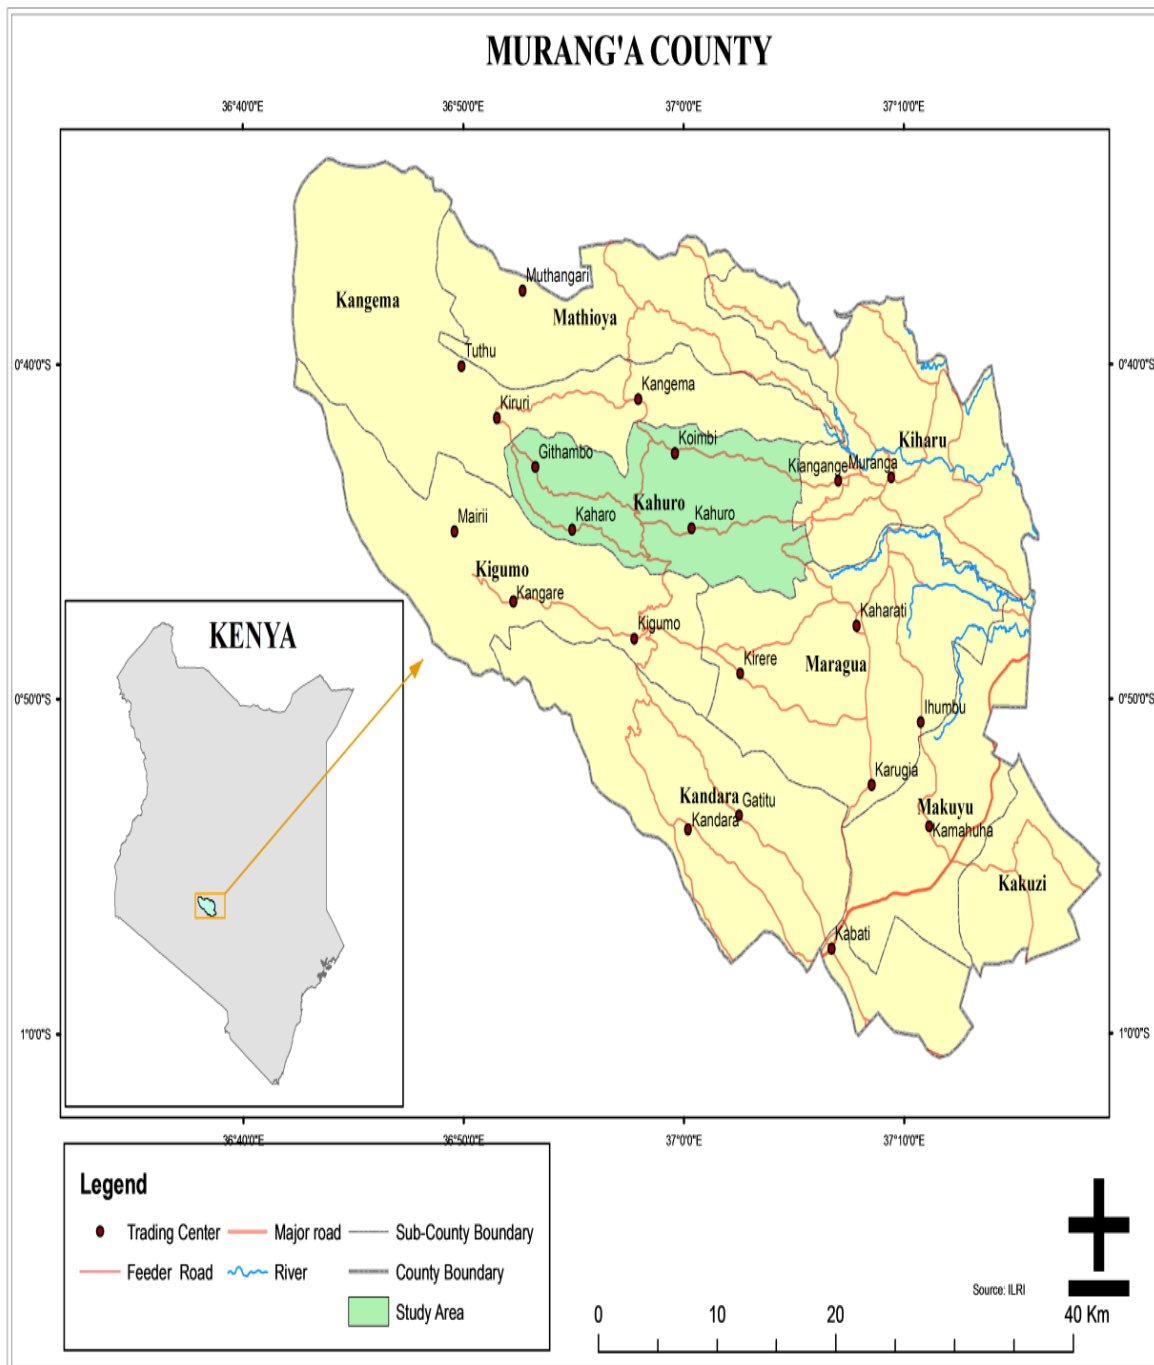 MURANG'A COUNTY
36°40'0"E 36°50'0"E 37°0'0"E 37°10'0"E
Muthangari
Kangema
Mathioya
Tuthu
0°40'0"S 0°40'0"S
Kangema
Kiruri
Koimbi
Kiharu
Githambo
Kiangange Muranga
Kahuro
Mairii
Kaharo
Kahuro
Kigumo
Kangare
Kigumo
Kaharati
KENYA
Kirere
Maragua
0°50'0"S 0°50'0"S
Ihumbu
Karugia
Kandara Gatitu
Makuyu
Kandara
Kamahuha
Kakuzi
Kabati
1°0'0"S 1°0'0"S
36°40'0"E 36°50'0"E 37°0'0"E 37°10'0"E
Legend
Trading Center Major road Sub-County Boundary
Feeder Road River County Boundary
Study Area
Source: ILRI
0 10 20 40 Km